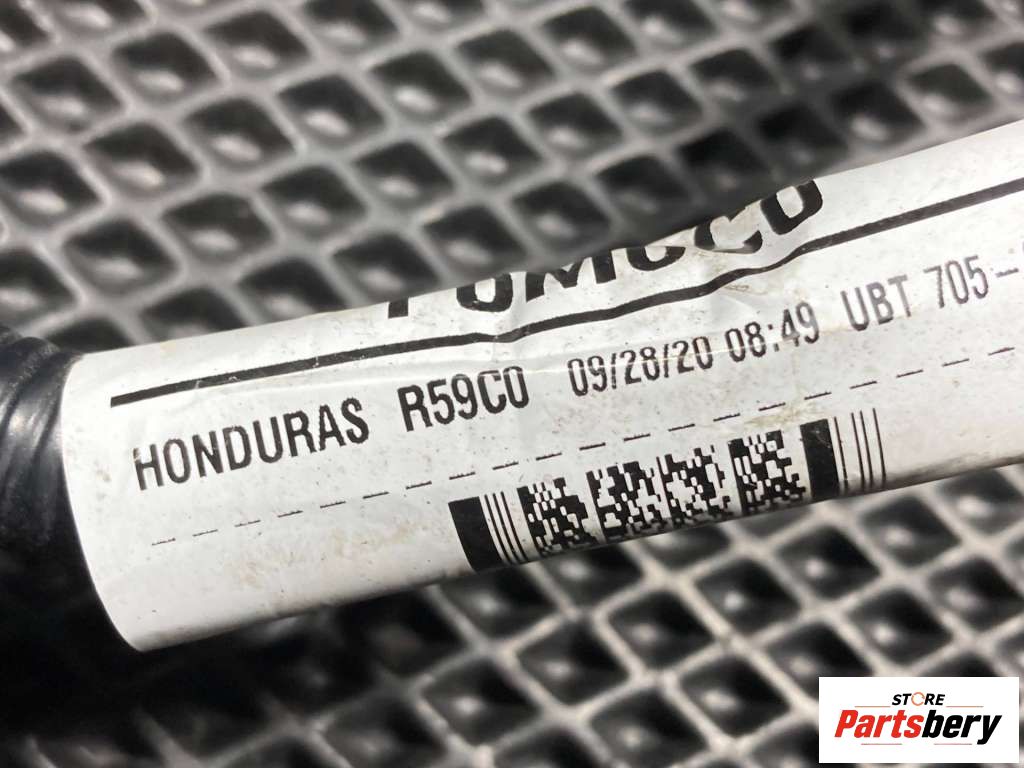 FOMOCO
HONDURAS R59C0 09/28/20 08:49 UBT 705-
STORE
Partsbery